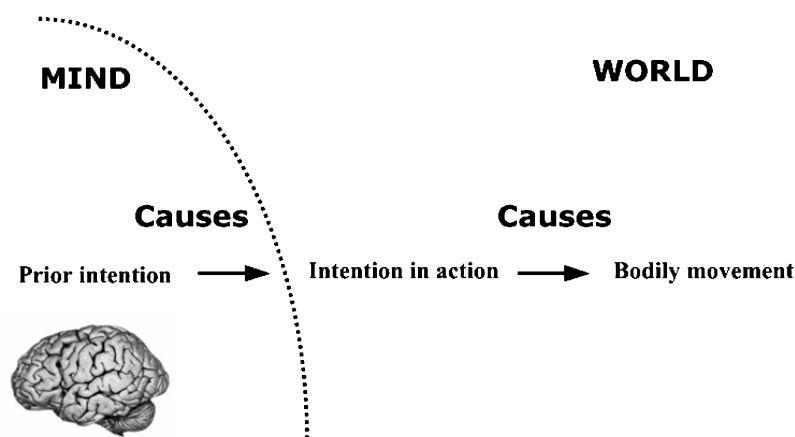 MIND
WORLD
Causes
Causes
Prior intention
Intention in action
Bodily movement